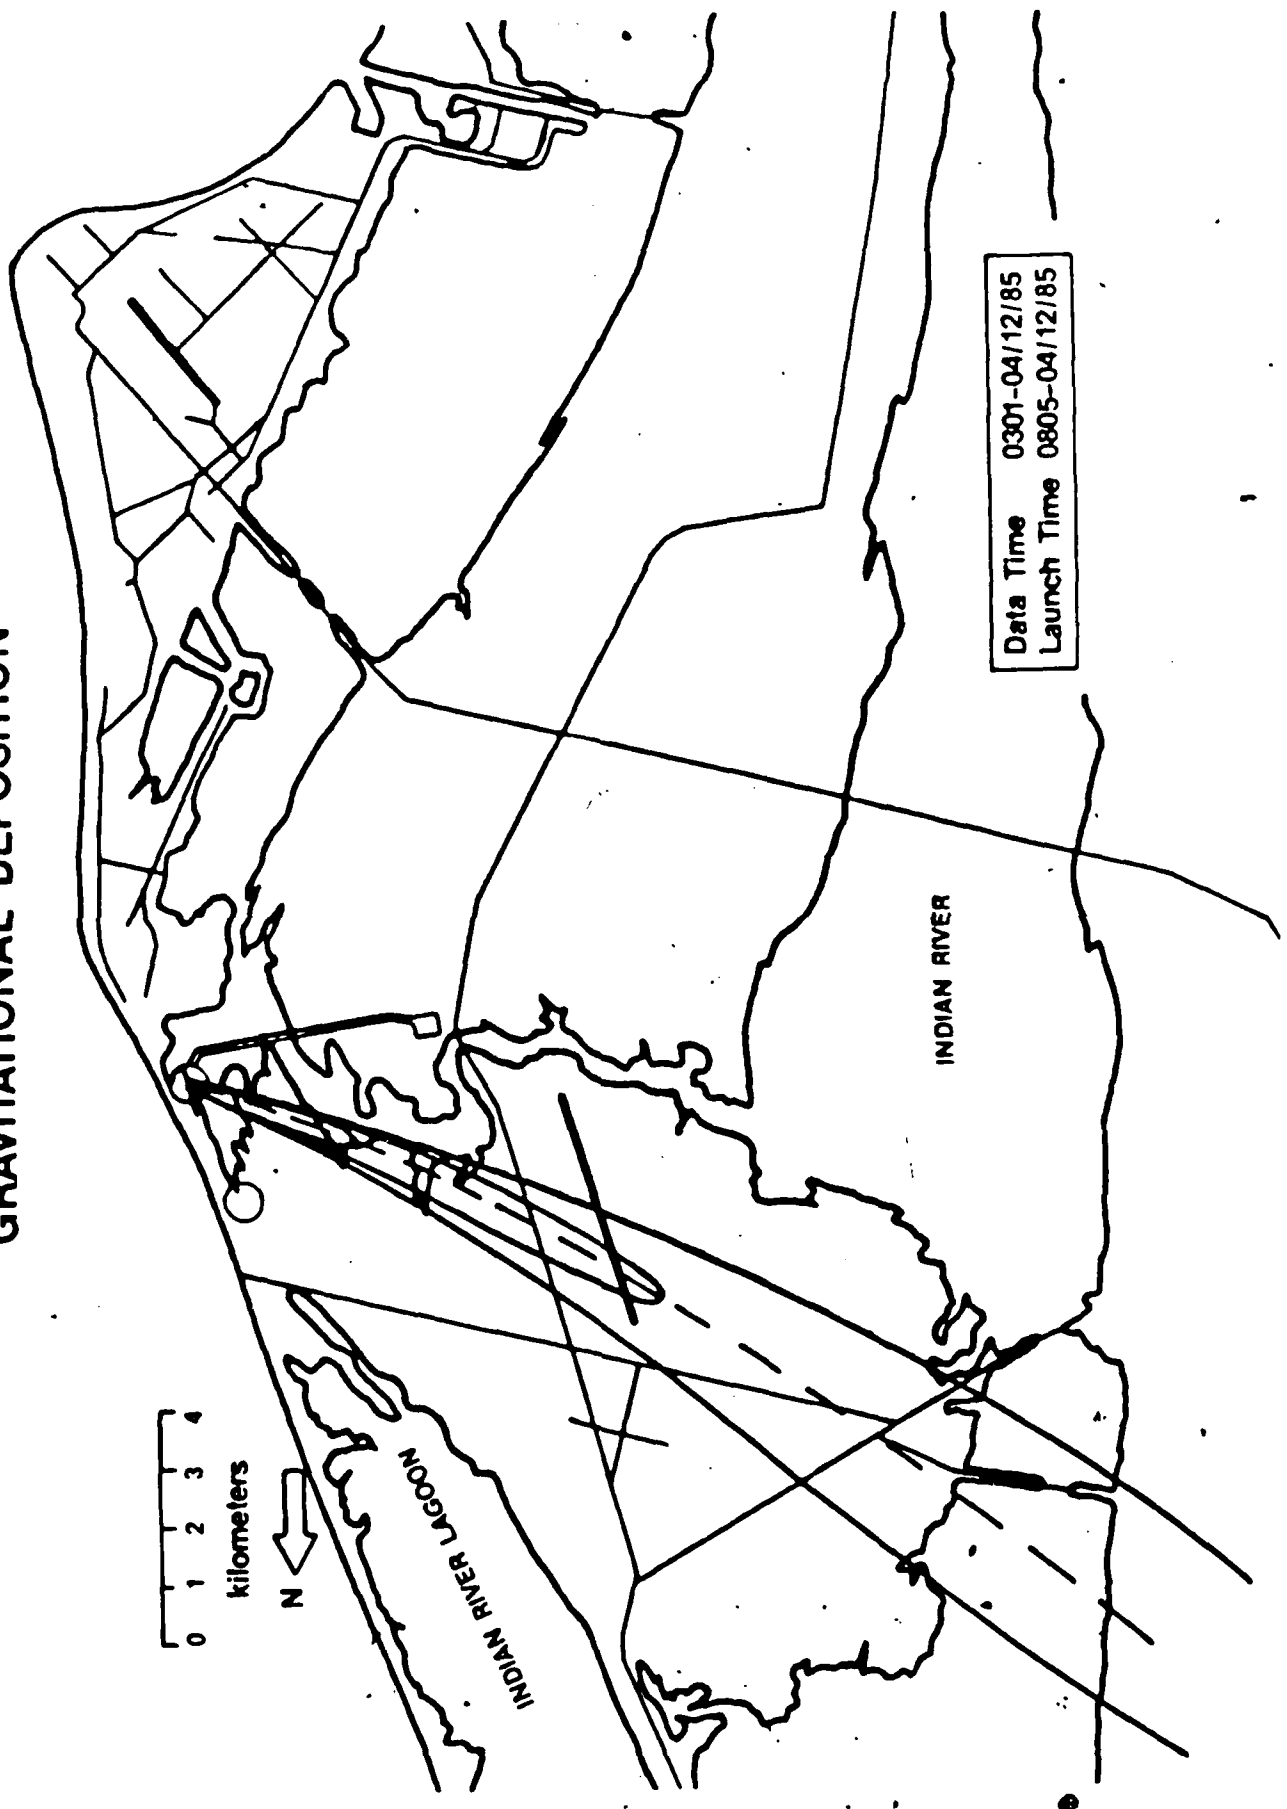 GRAVITATIONAL DEPOSITION
0 1 2 3 4
kilometers
N
INDIAN RIVER LAGOON
INDIAN RIVER
Data Time 0301-04/12/85
Launch Time 0805-04/12/85